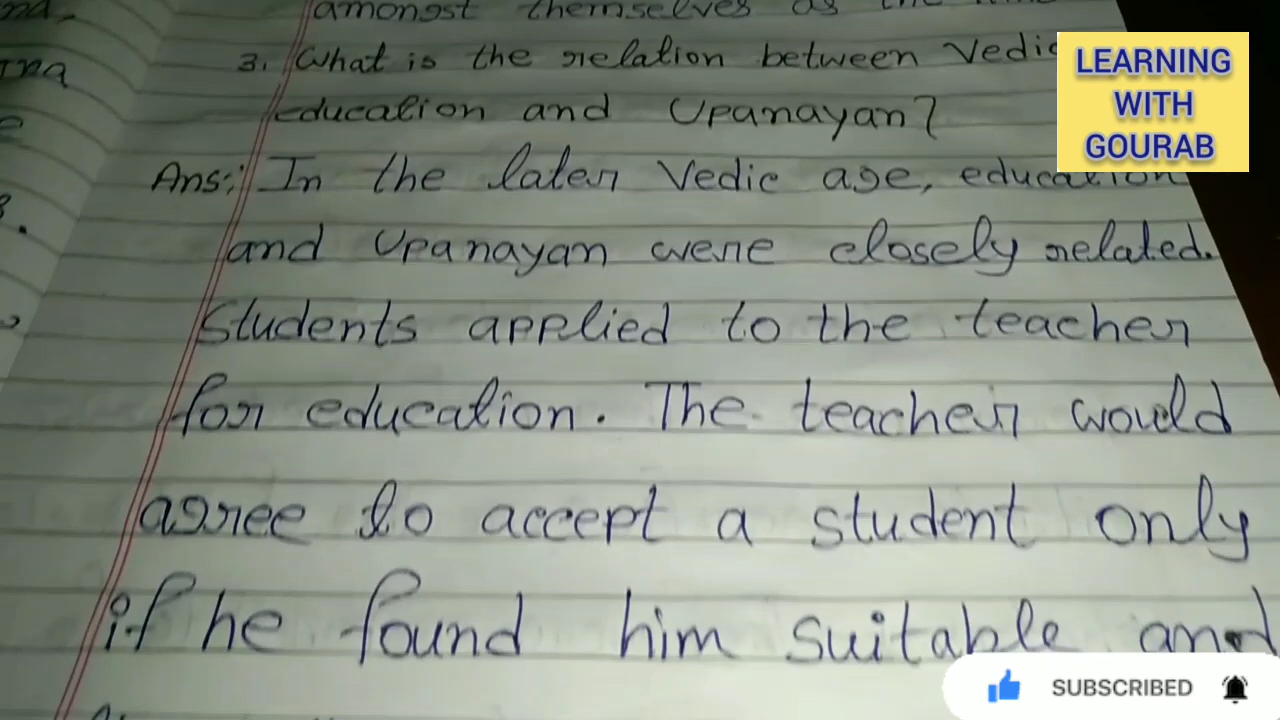 amongst themselves as the
3. What is the relation between Vedic
education and Upanayan?
Ans: In the later Vedic age, education
and Upanayan were closely related.
Students applied to the teacher
for education. The teacher would
agree to accept a student only
if he found him suitable and
LEARNING
WITH
GOURAB
SUBSCRIBED